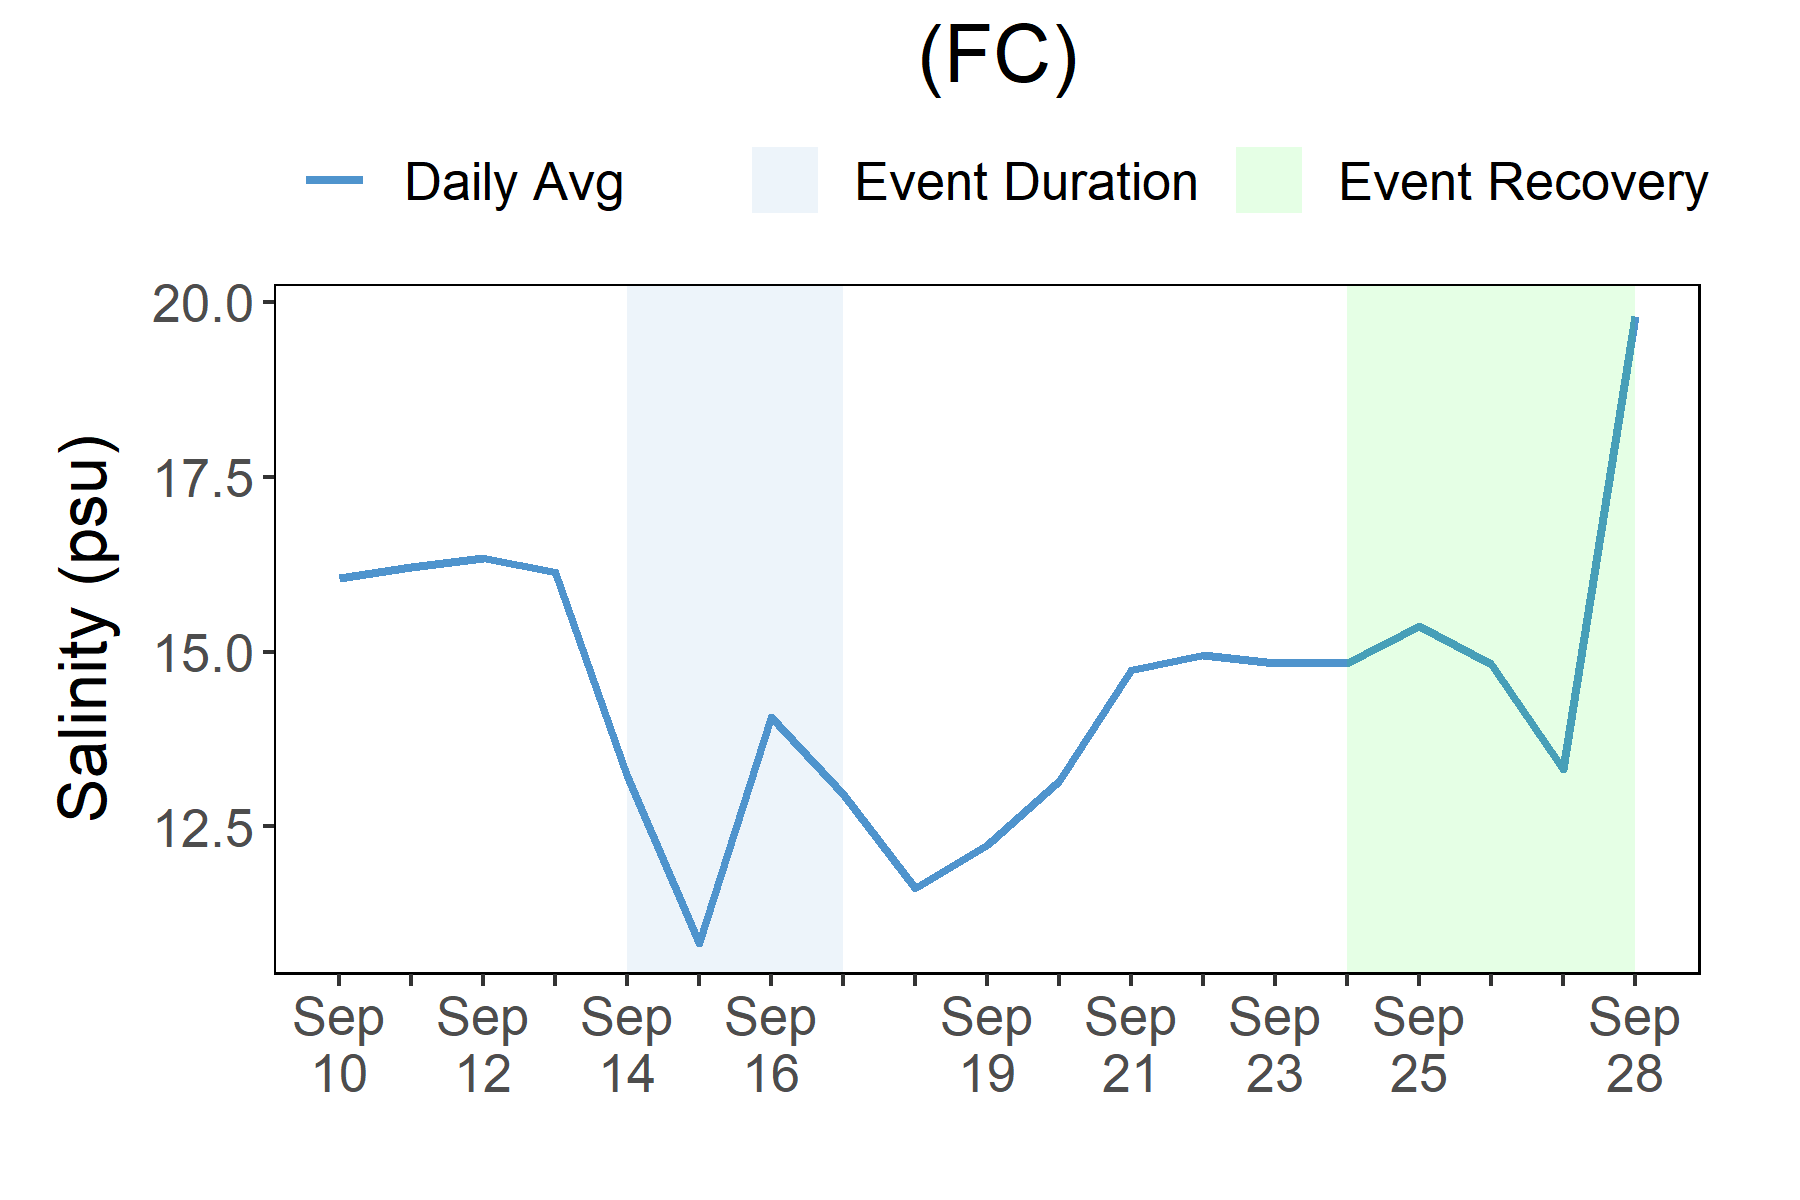 (FC)
Daily Avg Event Duration Event Recovery
Salinity (psu)
20.0
17.5
15.0
12.5
Sep Sep Sep Sep Sep Sep Sep Sep Sep
10 12 14 16 19 21 23 25 28